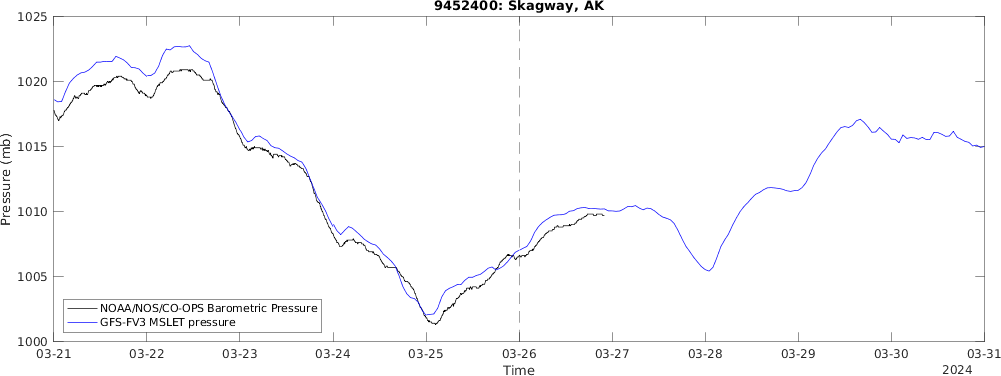 9452400: Skagway, AK
1025
1020
1015
1010
1005
1000
Pressure (mb)
NOAA/NOS/CO-OPS Barometric Pressure
GFS-FV3 MSLET pressure
03-21 03-22 03-23 03-24 03-25 03-26 03-27 03-28 03-29 03-30 03-31
Time
2024